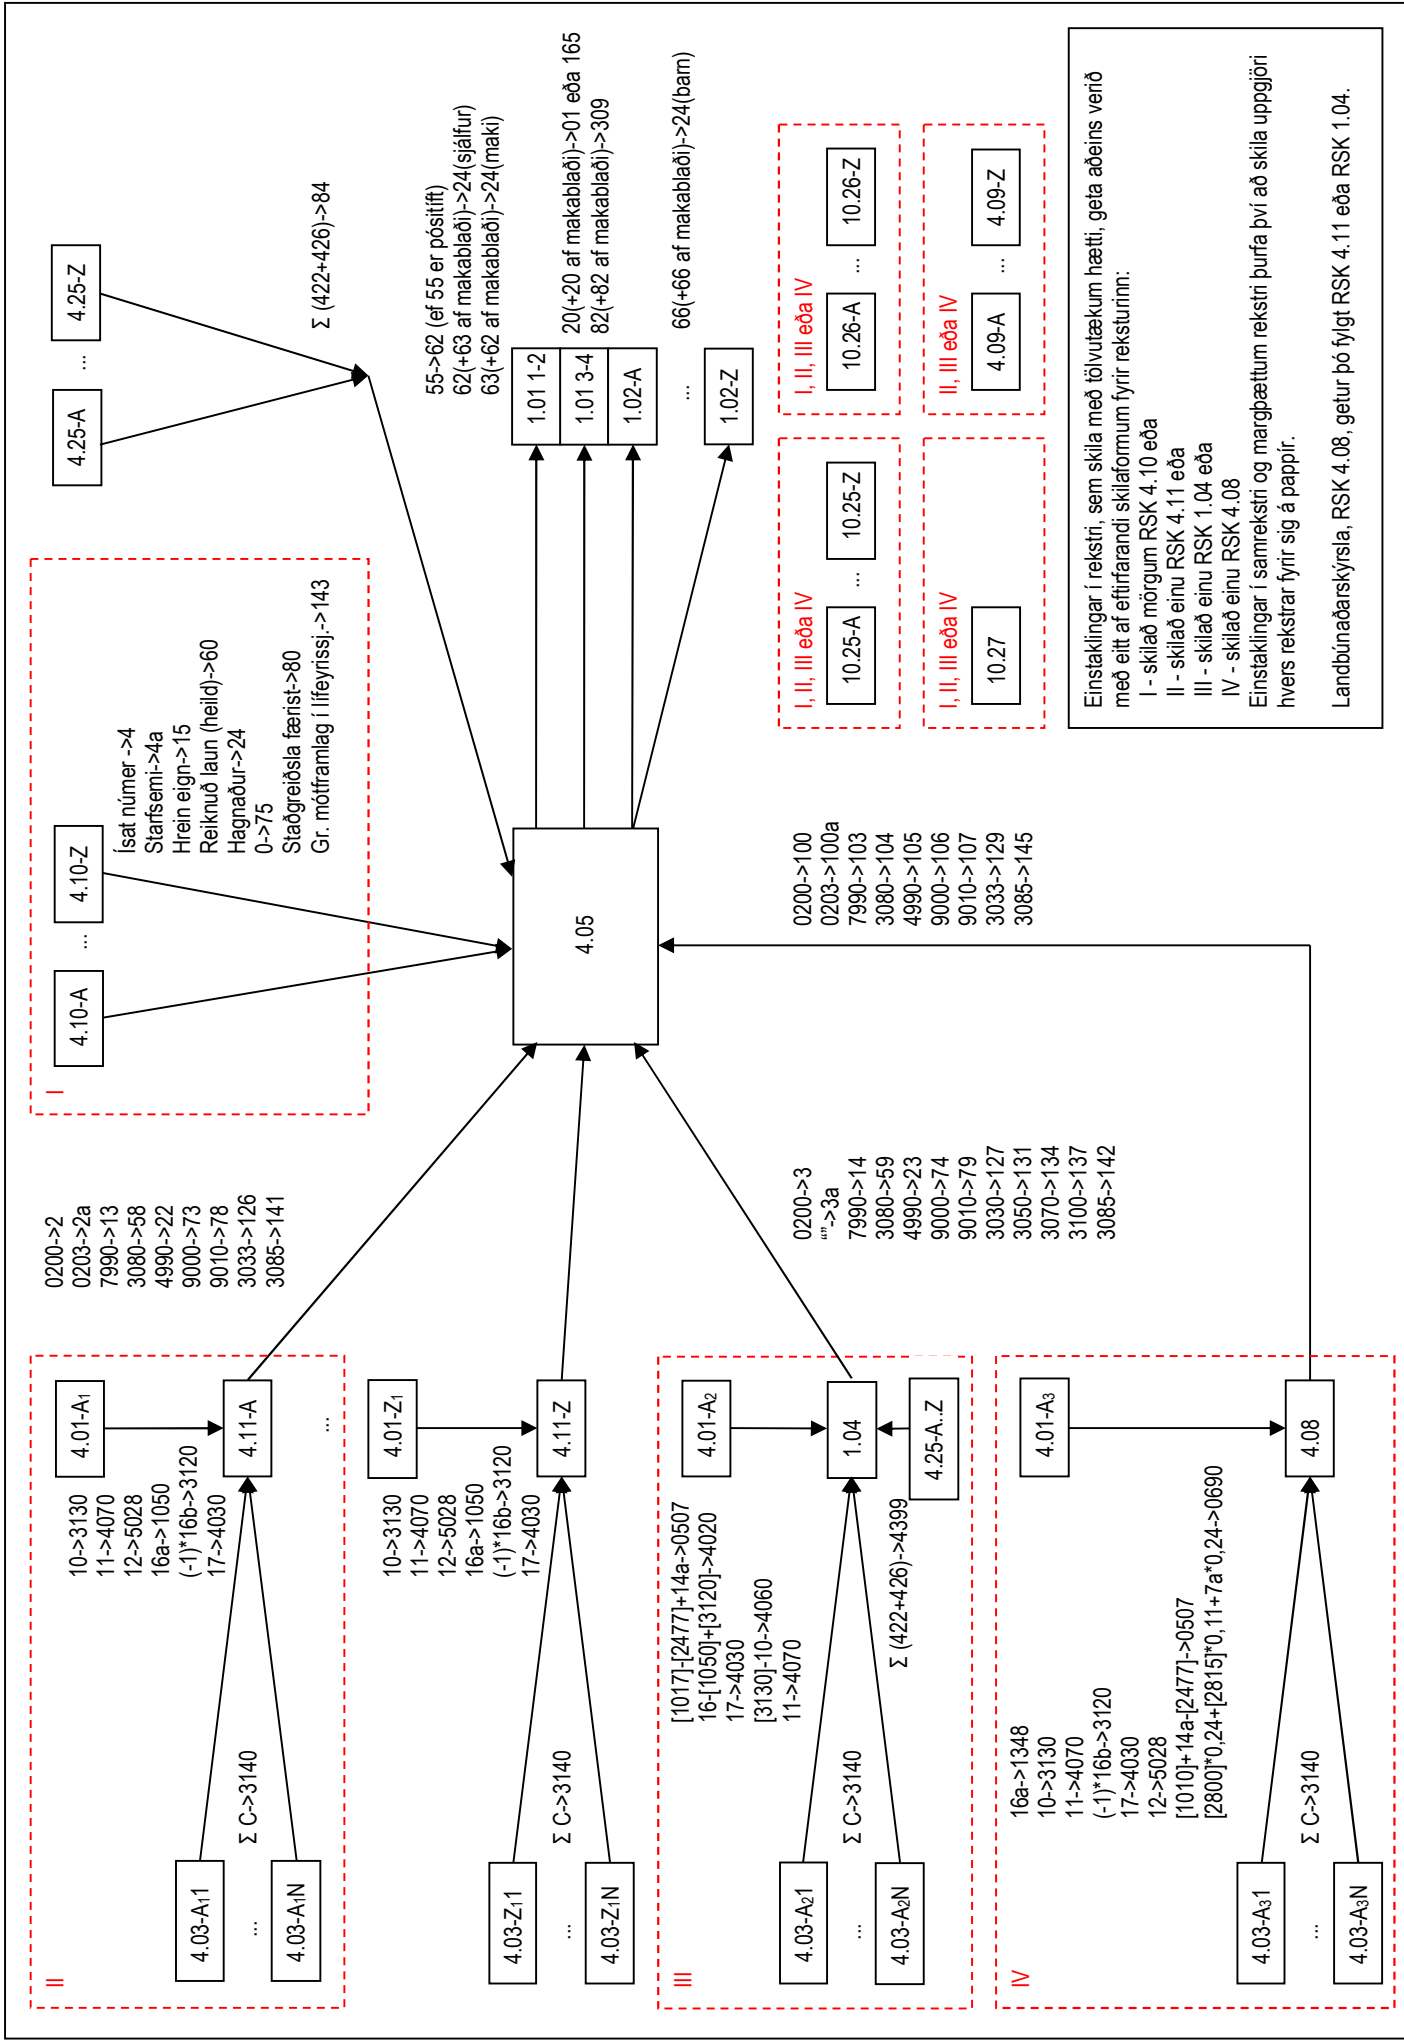 II
4.03-A₁1
...
4.03-A₁N
Σ C->3140
10->3130
11->4070
12->5028
16a->1050
(-1)*16b->3120
17->4030
4.01-A₁
4.11-A
...
0200->2
0203->2a
7990->13
3080->58
4990->22
9000->73
9010->78
3033->126
3085->141
4.03-Z₁1
...
4.03-Z₁N
Σ C->3140
10->3130
11->4070
12->5028
16a->1050
(-1)*16b->3120
17->4030
4.01-Z₁
4.11-Z
III
4.03-A₂1
...
4.03-A₂N
Σ C->3140
[1017]-[2477]+14a->0507
16-[1050]+[3120]->4020
17->4030
[3130]-10->4060
11->4070
Σ (422+426)->4399
4.01-A₂
1.04
4.25-A..Z
0200->3
“”->3a
7990->14
3080->59
4990->23
9000->74
9010->79
3030->127
3050->131
3070->134
3100->137
3085->142
IV
4.03-A₃1
...
4.03-A₃N
Σ C->3140
16a->1348
10->3130
11->4070
(-1)*16b->3120
17->4030
12->5028
[1010]+14a-[2477]->0507
[2800]*0,24+[2815]*0,11+7a*0,24->0690
4.01-A₃
4.08
0200->100
0203->100a
7990->103
3080->104
4990->105
9000->106
9010->107
3033->129
3085->145
I
4.10-A
...
4.10-Z
Ísat númer ->4
Starfsemi->4a
Hrein eign->15
Reiknuð laun (heild)->60
Hagnaður->24
0->75
Staðgreiðsla færist->80
Gr. mótframlag í lífeyrissj.->143
4.05
4.25-A
...
4.25-Z
Σ (422+426)->84
55->62 (ef 55 er pósitíft)
62(+63 af makablaði)->24(sjálfur)
63(+62 af makablaði)->24(maki)
1.01 1-2
1.01 3-4
1.02-A
...
1.02-Z
20(+20 af makablaði)->01 eða 165
82(+82 af makablaði)->309
66(+66 af makablaði)->24(barn)
I, II, III eða IV
10.25-A
...
10.25-Z
I, II, III eða IV
10.26-A
...
10.26-Z
I, II, III eða IV
10.27
II, III eða IV
4.09-A
...
4.09-Z
Einstaklingar í rekstri, sem skila með tölvutækum hætti, geta aðeins verið
með eitt af eftirfarandi skilaformum fyrir reksturinn:
I - skilað mörgum RSK 4.10 eða
II - skilað einu RSK 4.11 eða
III - skilað einu RSK 1.04 eða
IV - skilað einu RSK 4.08
Einstaklingar í samrekstri og margþættum rekstri þurfa því að skila uppgjöri
hvers rekstrar fyrir sig á pappír.
Landbúnaðarskýrsla, RSK 4.08, getur þó fylgt RSK 4.11 eða RSK 1.04.